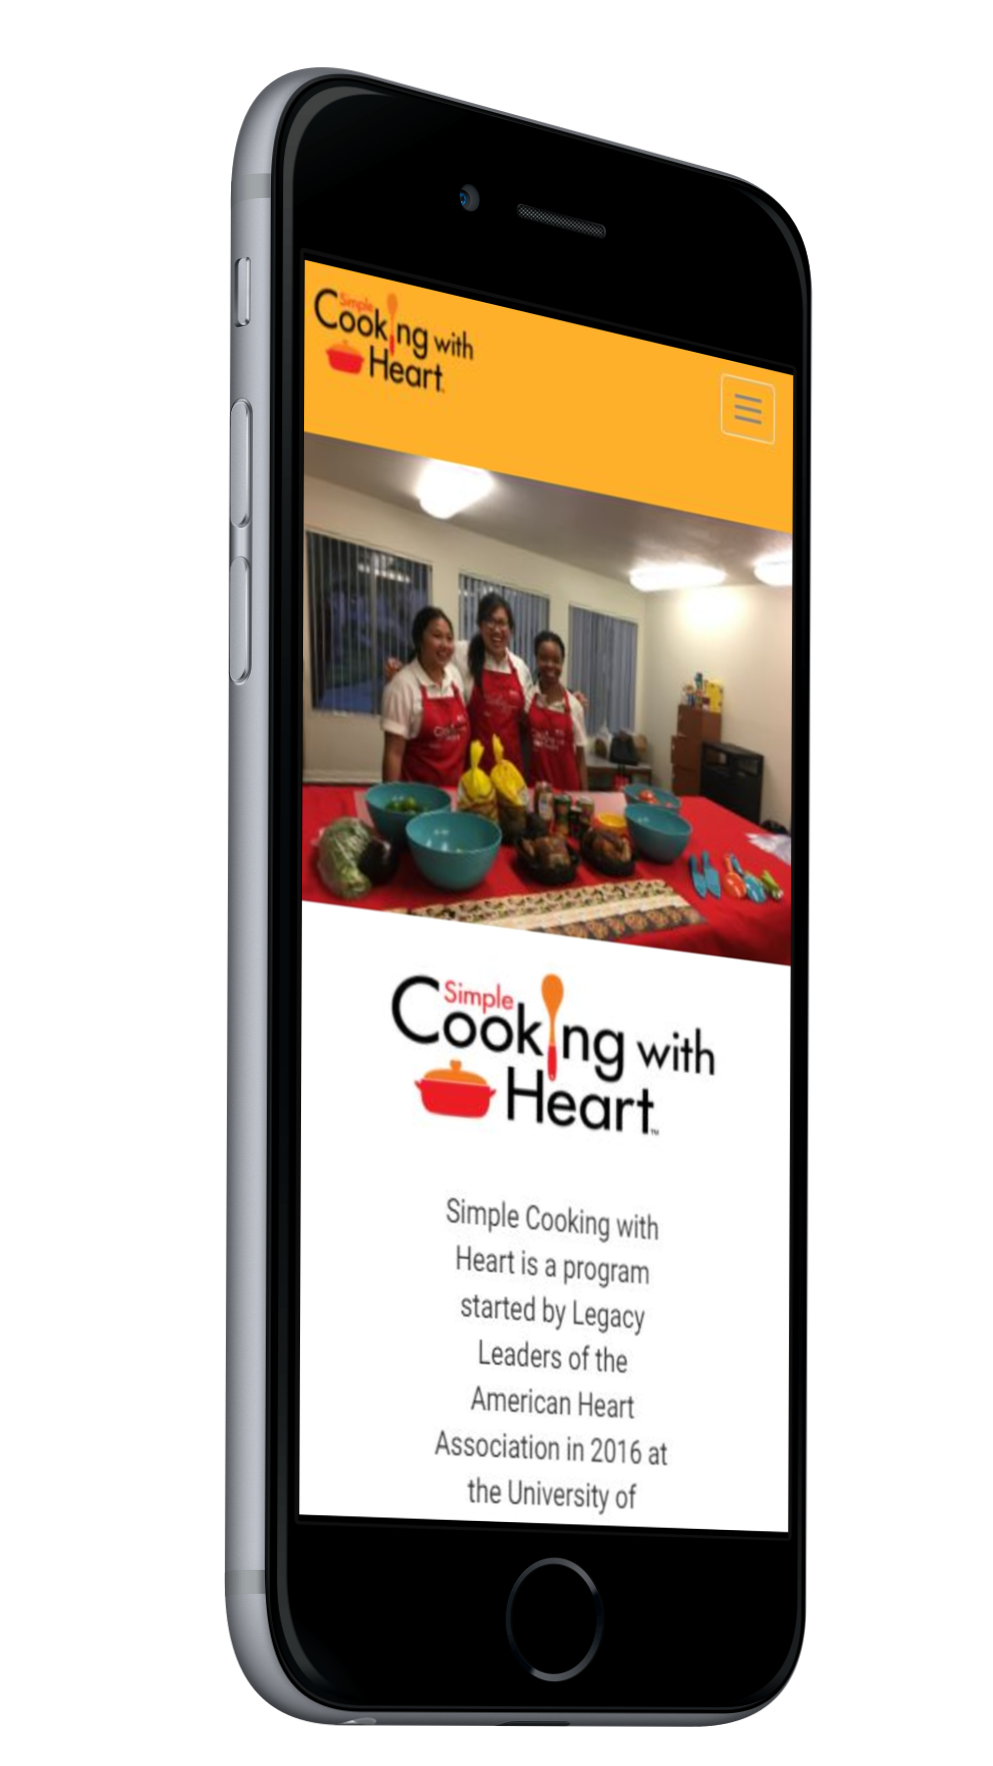 Simple
Cooking with
Heart
Simple
Cooking with
Heart™
Simple Cooking with
Heart is a program
started by Legacy
Leaders of the
American Heart
Association in 2016 at
the University of